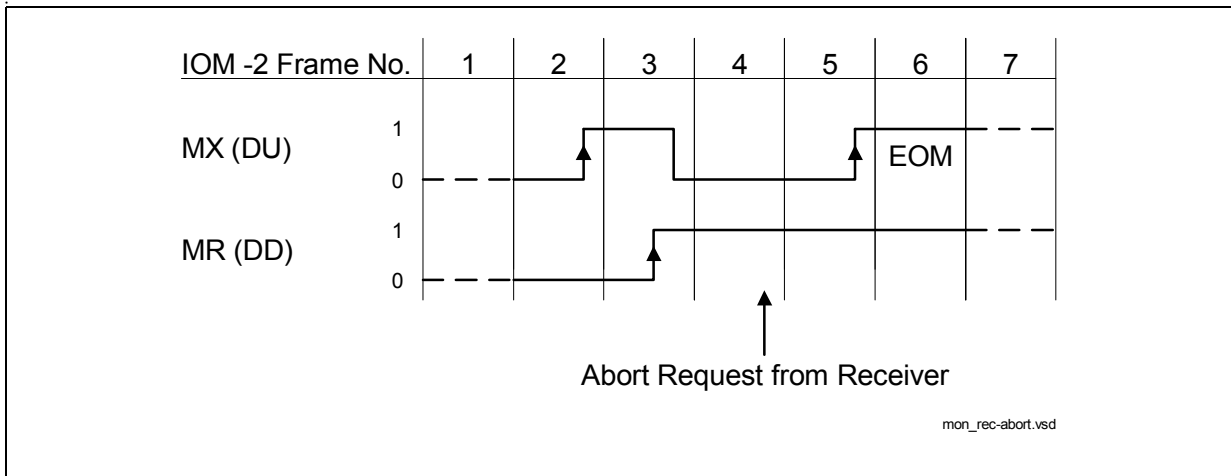 IOM -2 Frame No. 1 2 3 4 5 6 7
MX (DU) 1
0
EOM
MR (DD) 1
0
Abort Request from Receiver
mon_rec-abort.vsd